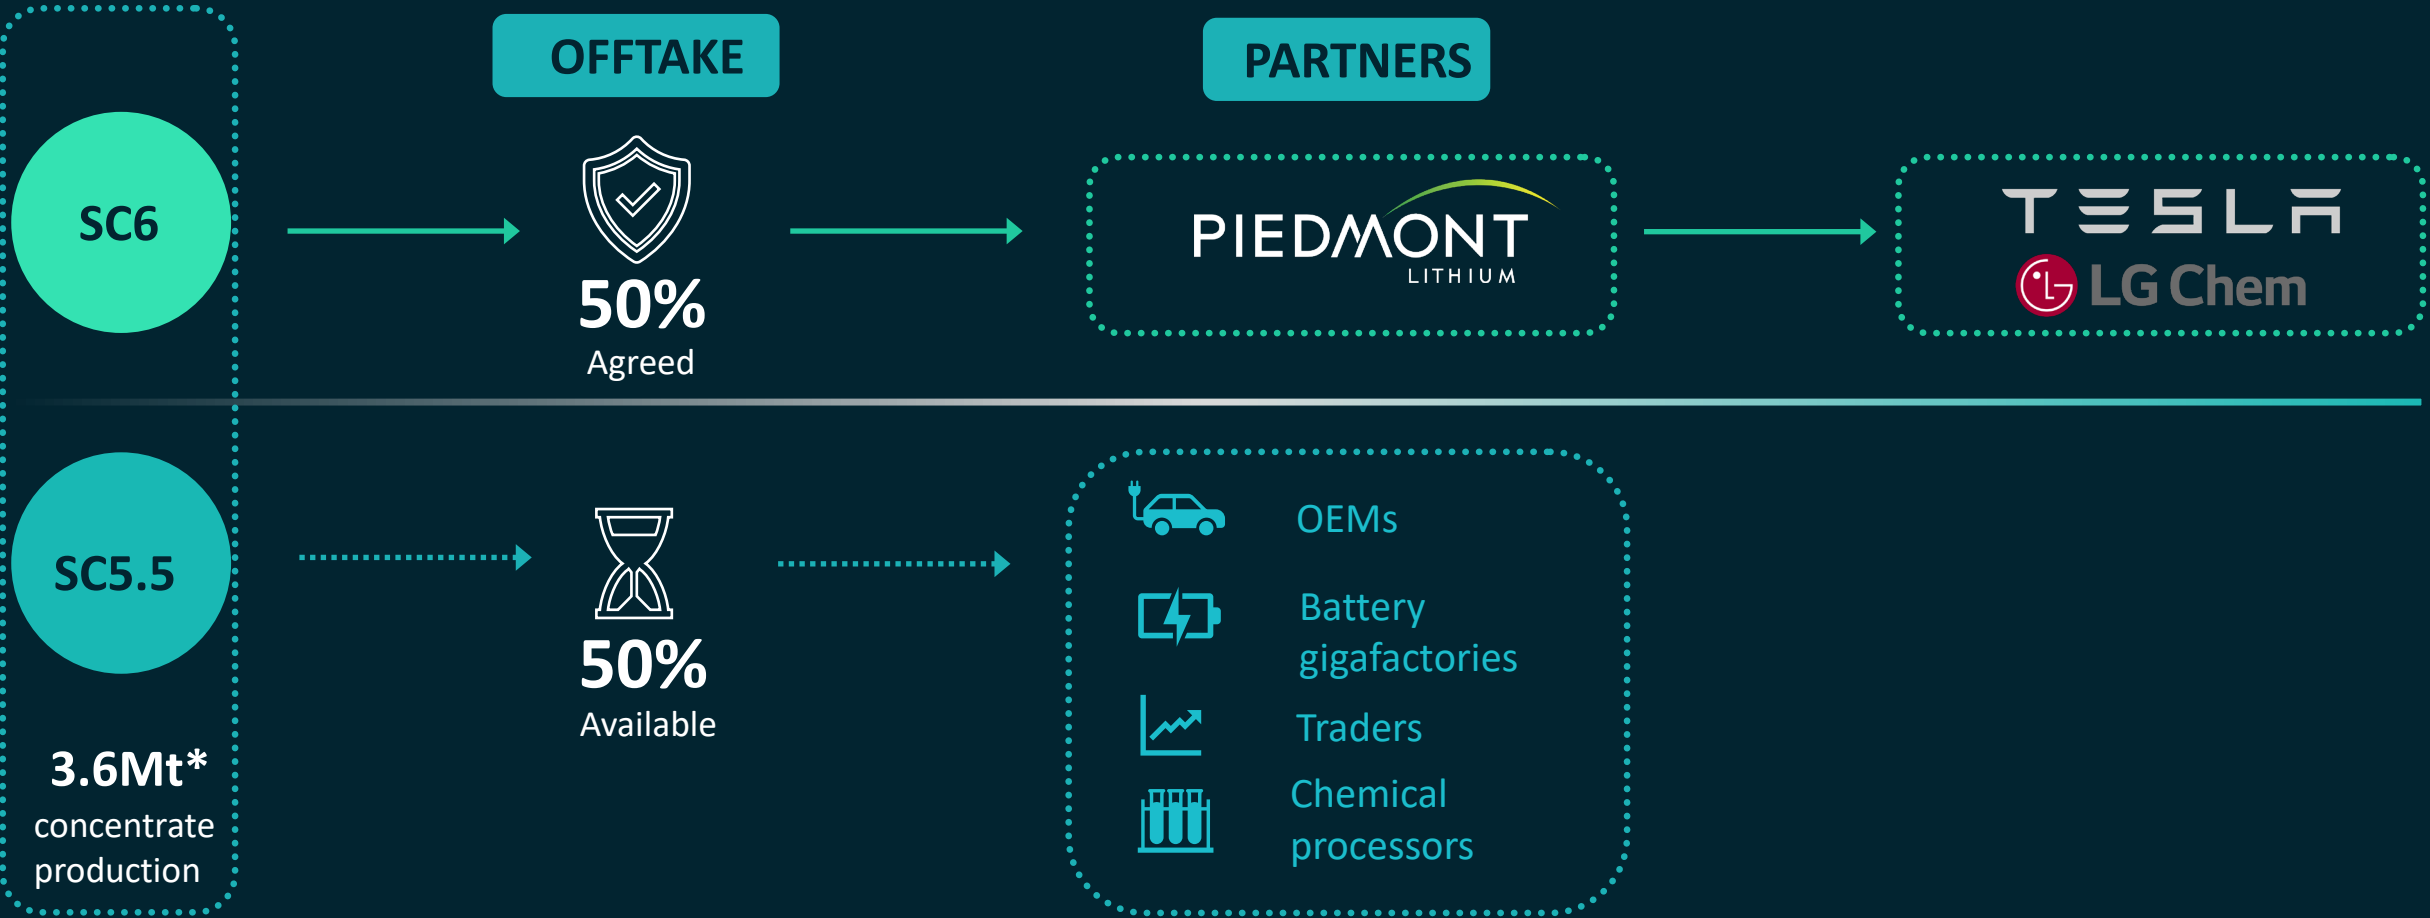 OFFTAKE
PARTNERS
SC6
50%
Agreed
PIEDMONT
LITHIUM
TESLA
LG Chem
SC5.5
50%
Available
3.6Mt*
concentrate
production
OEMs
Battery
gigafactories
Traders
Chemical
processors